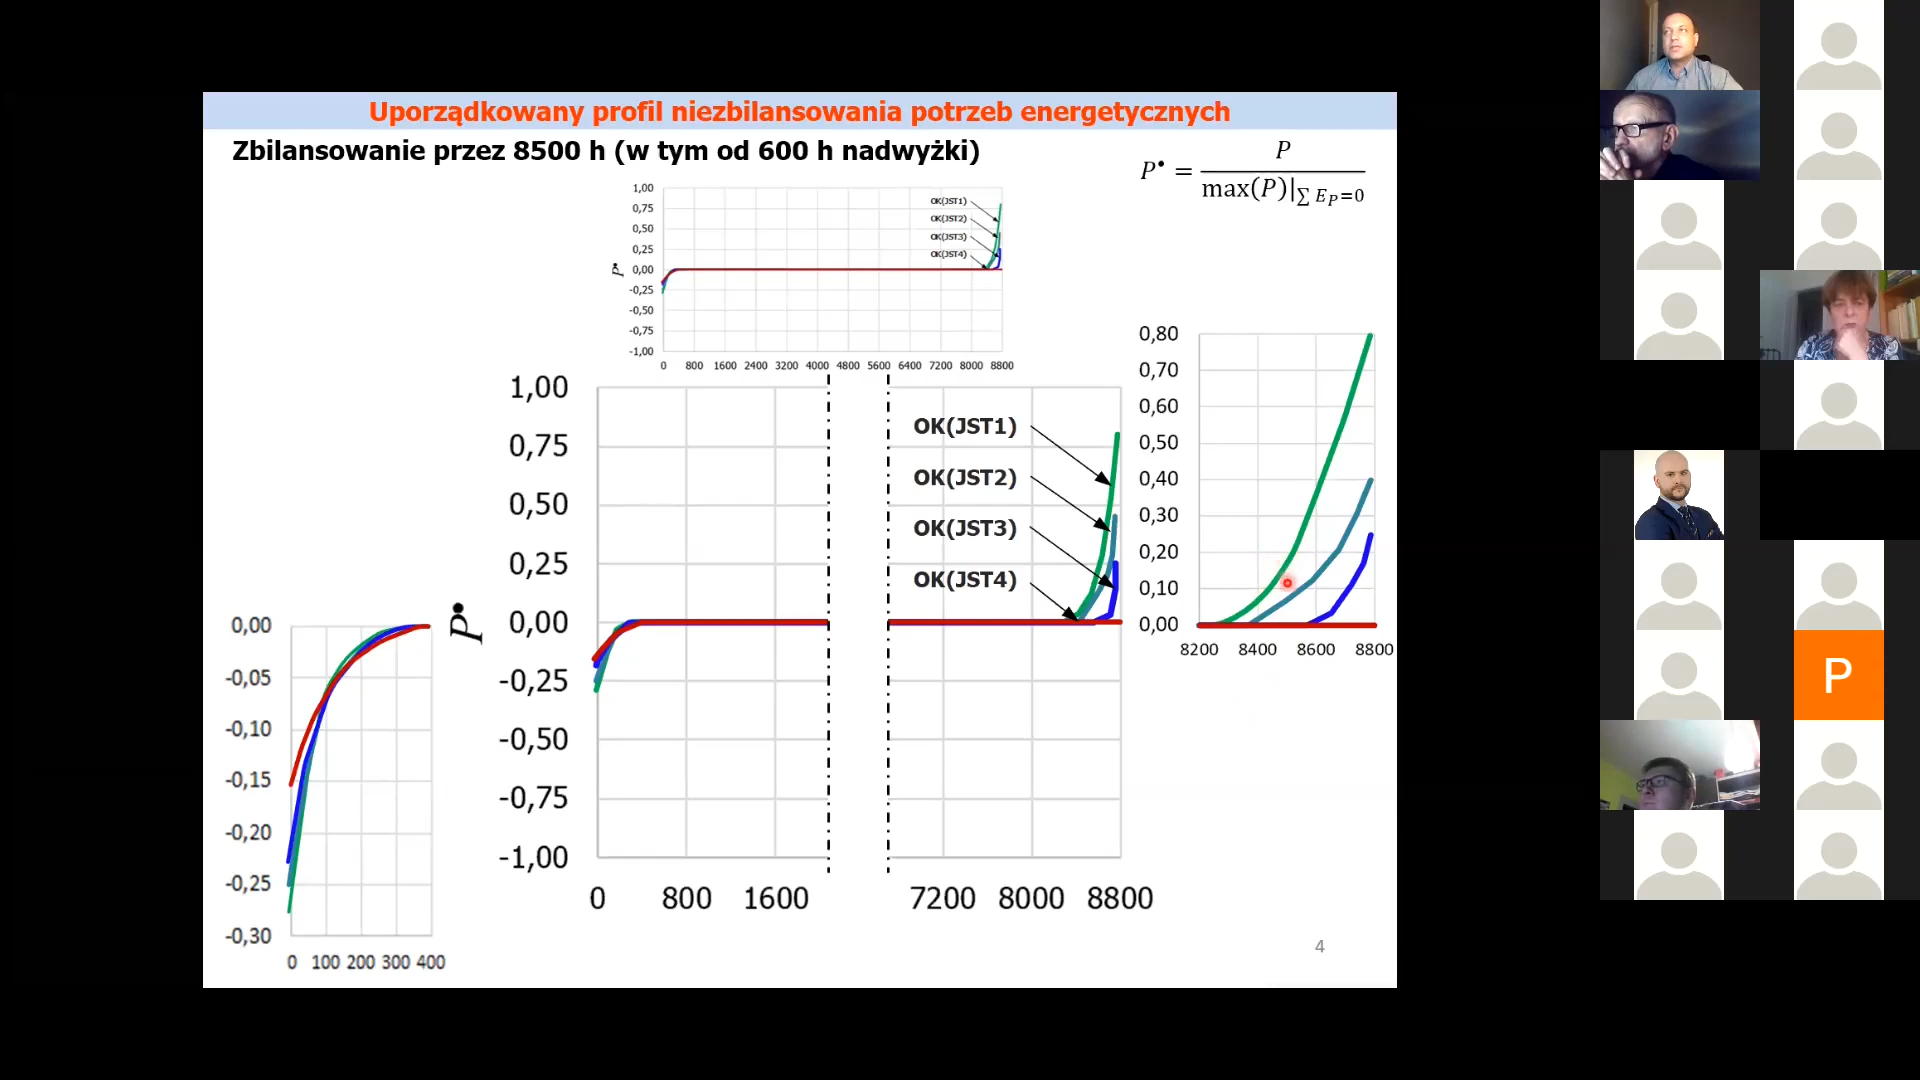 Uporządkowany profil niezbilansowania potrzeb energetycznych
Zbilansowanie przez 8500 h (w tym od 600 h nadwyżki)
P• = P / max(P)|∑ E_P=0
1,00
0,75
0,50
0,25
0,00
-0,25
-0,50
-0,75
-1,00
P•
OK(JST1)
OK(JST2)
OK(JST3)
OK(JST4)
0 800 1600 2400 3200 4000 4800 5600 6400 7200 8000 8800
1,00
0,75
0,50
0,25
0,00
-0,25
-0,50
-0,75
-1,00
P•
OK(JST1)
OK(JST2)
OK(JST3)
OK(JST4)
0 800 1600 7200 8000 8800
0,80
0,70
0,60
0,50
0,40
0,30
0,20
0,10
0,00
8200 8400 8600 8800
0,00
-0,05
-0,10
-0,15
-0,20
-0,25
-0,30
0 100 200 300 400
4
P